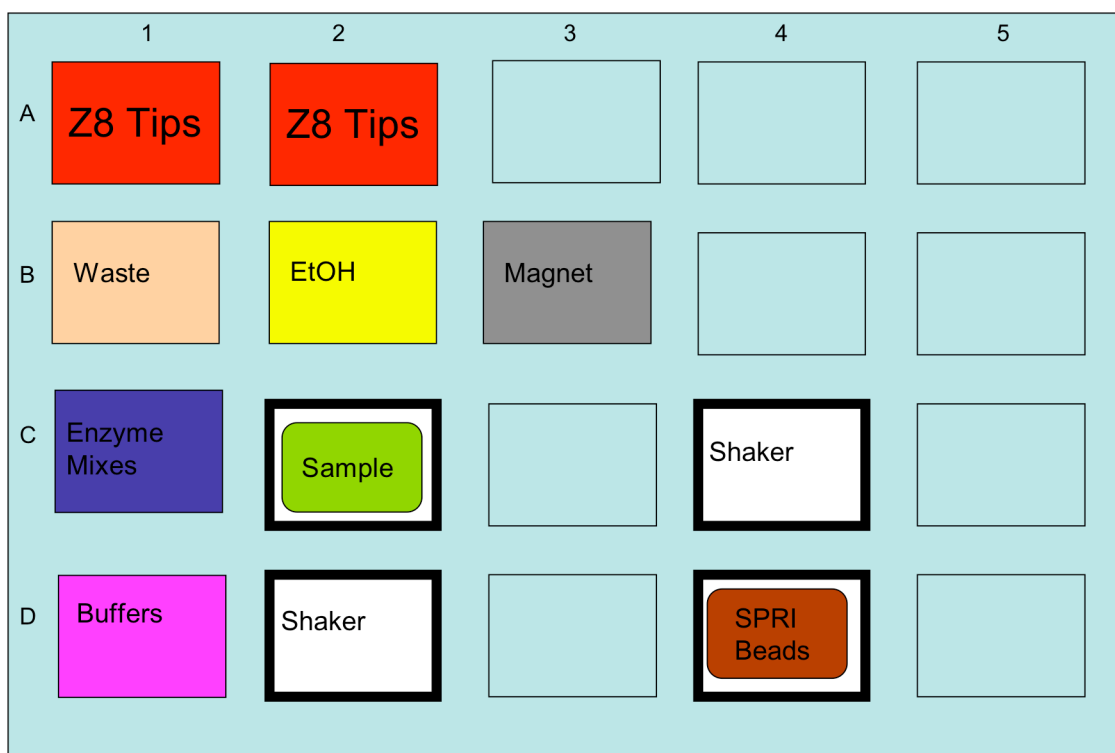 1 2 3 4 5
A
Z8 Tips Z8 Tips
B
Waste EtOH Magnet
C
Enzyme
Mixes
Sample
Shaker
D
Buffers
Shaker
SPRI
Beads